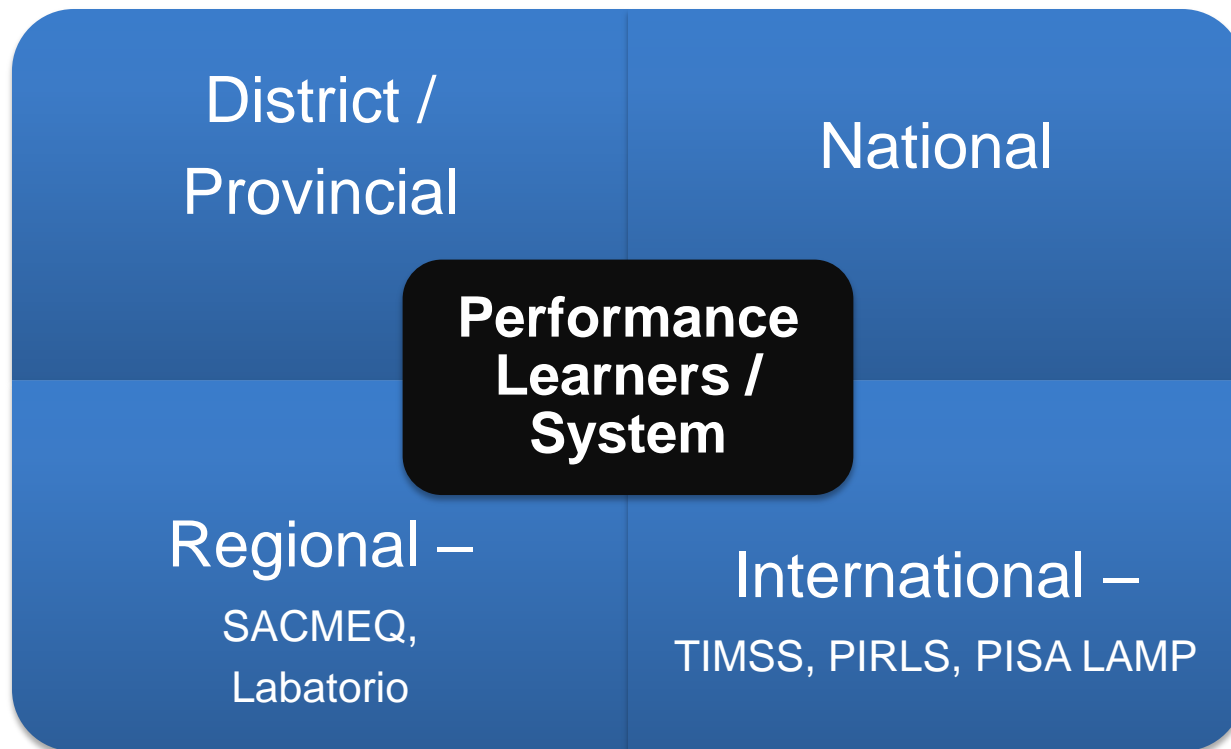 District /
Provincial
National
Performance
Learners /
System
Regional –
SACMEQ,
Labatorio
International –
TIMSS, PIRLS, PISA LAMP